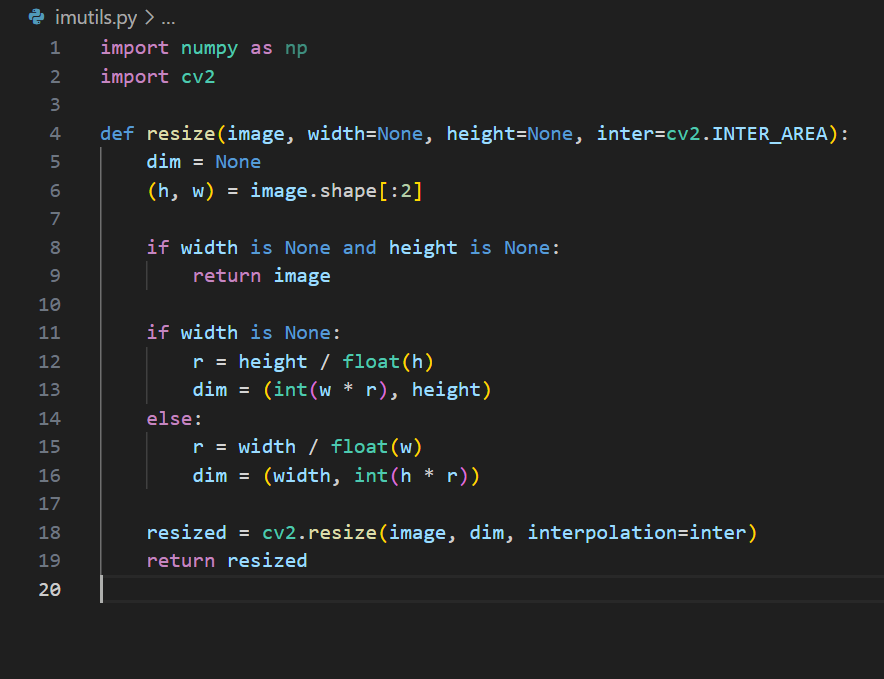 imutils.py > ...
1 import numpy as np
2 import cv2
3
4 def resize(image, width=None, height=None, inter=cv2.INTER_AREA):
5     dim = None
6     (h, w) = image.shape[:2]
7
8     if width is None and height is None:
9         return image
10
11     if width is None:
12         r = height / float(h)
13         dim = (int(w * r), height)
14     else:
15         r = width / float(w)
16         dim = (width, int(h * r))
17
18     resized = cv2.resize(image, dim, interpolation=inter)
19     return resized
20